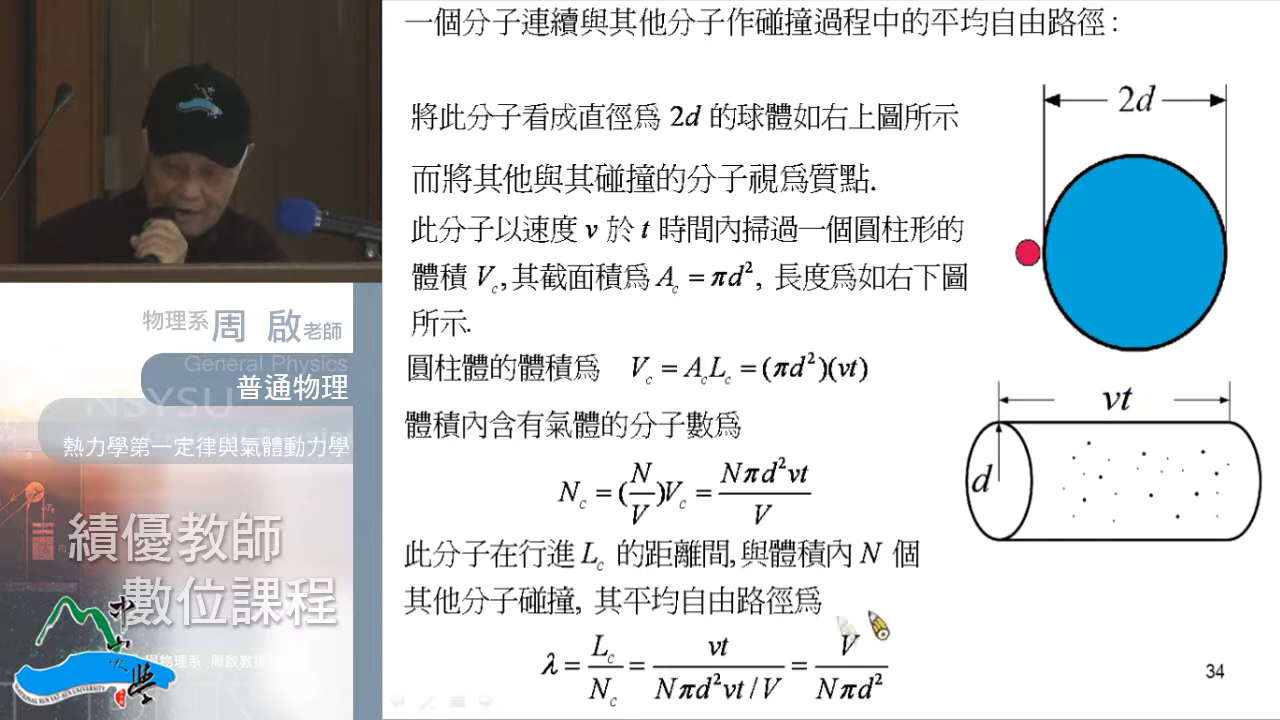 一個分子連續與其他分子作碰撞過程中的平均自由路徑:
將此分子看成直徑為 2d 的球體如右上圖所示
而將其他與其碰撞的分子視為質點.
此分子以速度 v 於 t 時間內掃過一個圓柱形的
體積 V_c, 其截面積為 A_c = πd², 長度為如右下圖
所示.
圓柱體的體積為 V_c = A_c L_c = (πd²)(vt)
體積內含有氣體的分子數為
N_c = (N/V)V_c = Nπd²vt / V
此分子在行進 L_c 的距離間, 與體積內 N 個
其他分子碰撞, 其平均自由路徑為
λ = L_c / N_c = vt / (Nπd²vt / V) = V / (Nπd²)
2d
vt
d
34
物理系 周 啟 老師
General Physics
普通物理
NSYSU
熱力學第一定律與氣體動力學
績優教師
數位課程
中山大學
NATIONAL SUN YAT-SEN UNIVERSITY